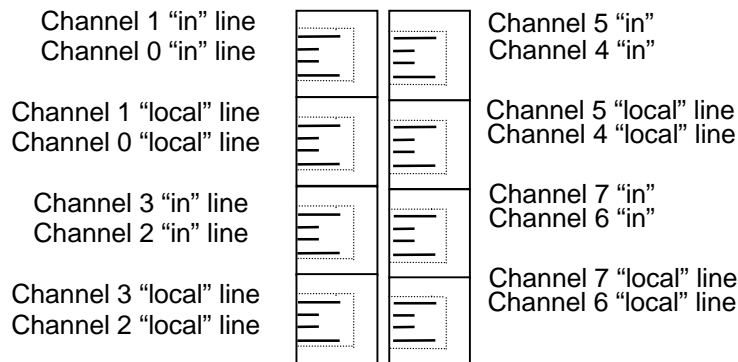 Channel 1 “in” line
Channel 0 “in” line
Channel 1 “local” line
Channel 0 “local” line
Channel 3 “in” line
Channel 2 “in” line
Channel 3 “local” line
Channel 2 “local” line
Channel 5 “in”
Channel 4 “in”
Channel 5 “local” line
Channel 4 “local” line
Channel 7 “in”
Channel 6 “in”
Channel 7 “local” line
Channel 6 “local” line